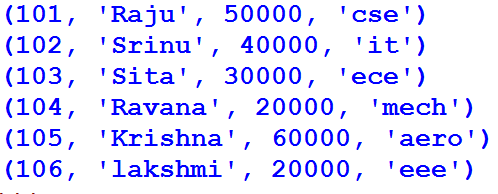 (101, 'Raju', 50000, 'cse')
(102, 'Srinu', 40000, 'it')
(103, 'Sita', 30000, 'ece')
(104, 'Ravana', 20000, 'mech')
(105, 'Krishna', 60000, 'aero')
(106, 'lakshmi', 20000, 'eee')